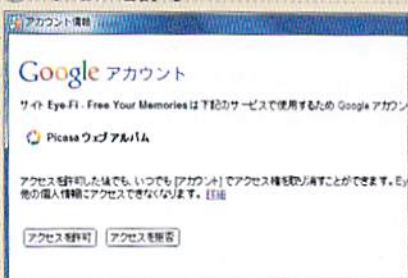 アカウント情報
Google アカウント
サイト Eye-Fi - Free Your Memories は下記のサービスで使用するため Google アカウン
Picasa ウェブ アルバム
アクセスを許可した後でも、いつでも [アカウント] でアクセス権を取り消すことができます。Ey
他の個人情報にアクセスできなくなります。詳細
アクセスを許可 アクセスを拒否